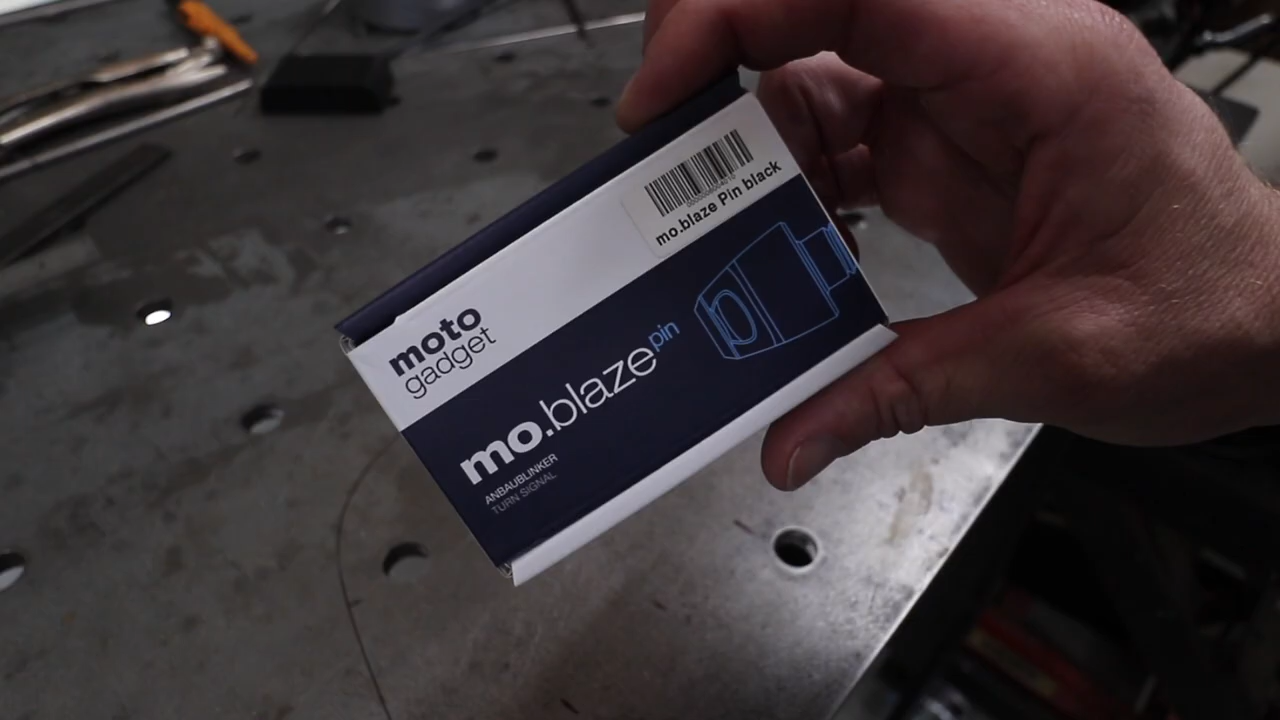 mo.blaze Pin black
moto
gadget
mo.blaze pin
ANBAUBLINKER
TURN SIGNAL